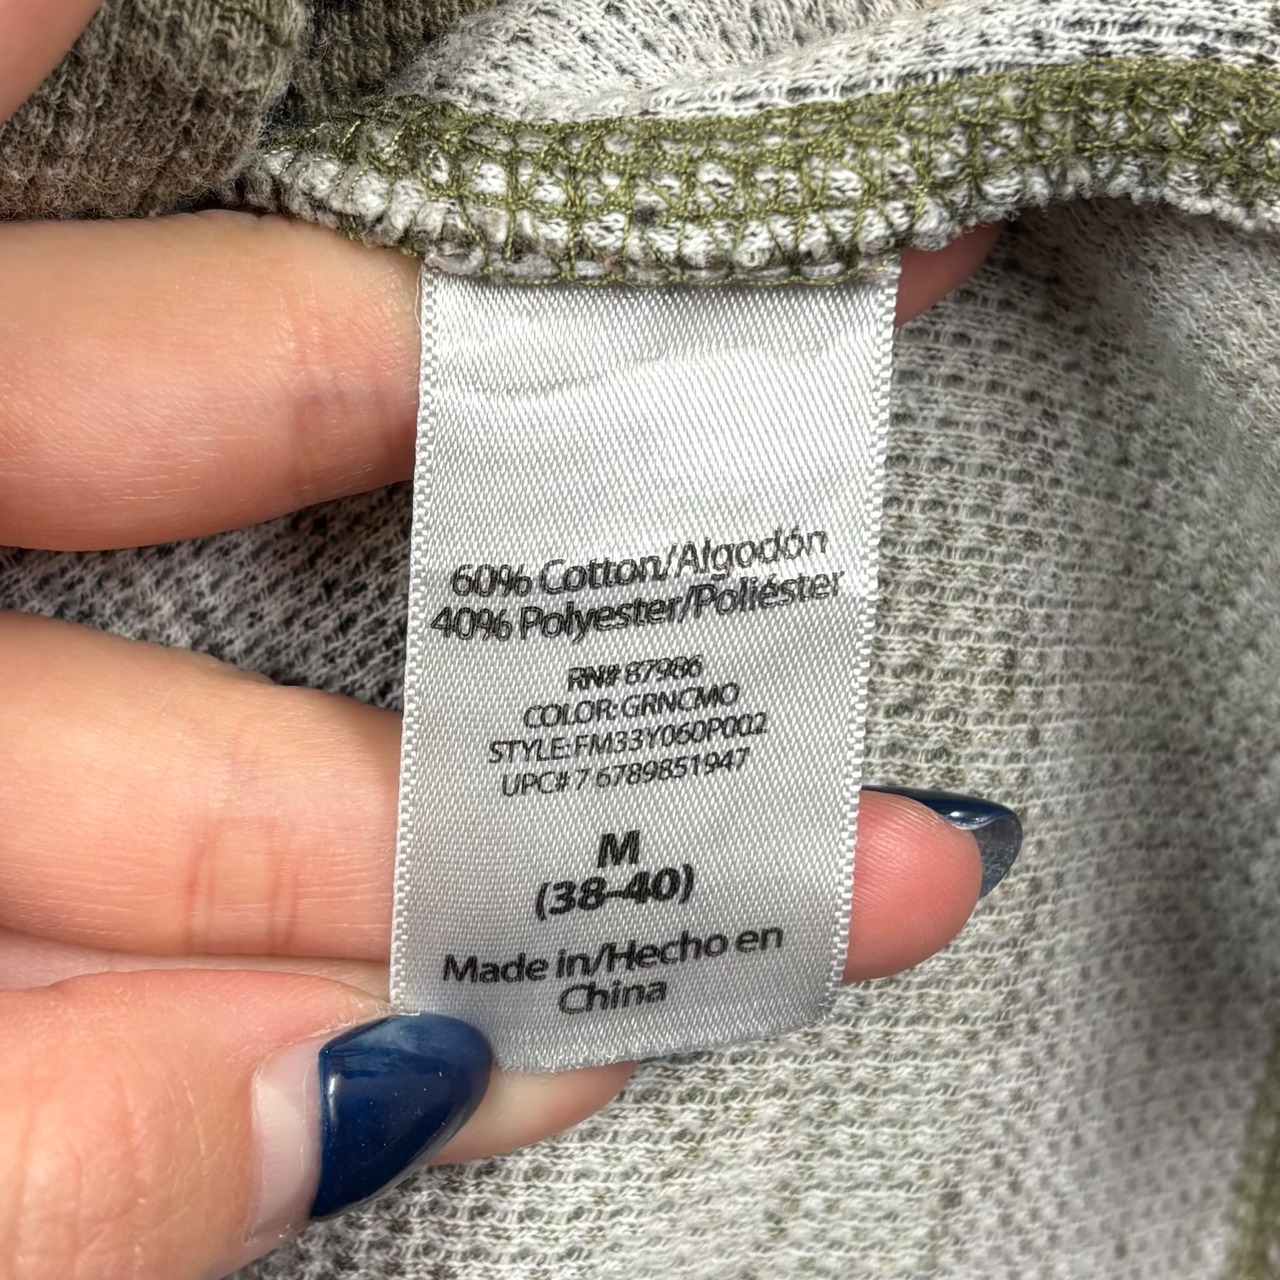 60% Cotton/Algodón
40% Polyester/Poliéster
RN# 87986
COLOR:GRNCMO
STYLE:FM33Y060P002
UPC# 7 6789851947
M
(38-40)
Made in/Hecho en
China